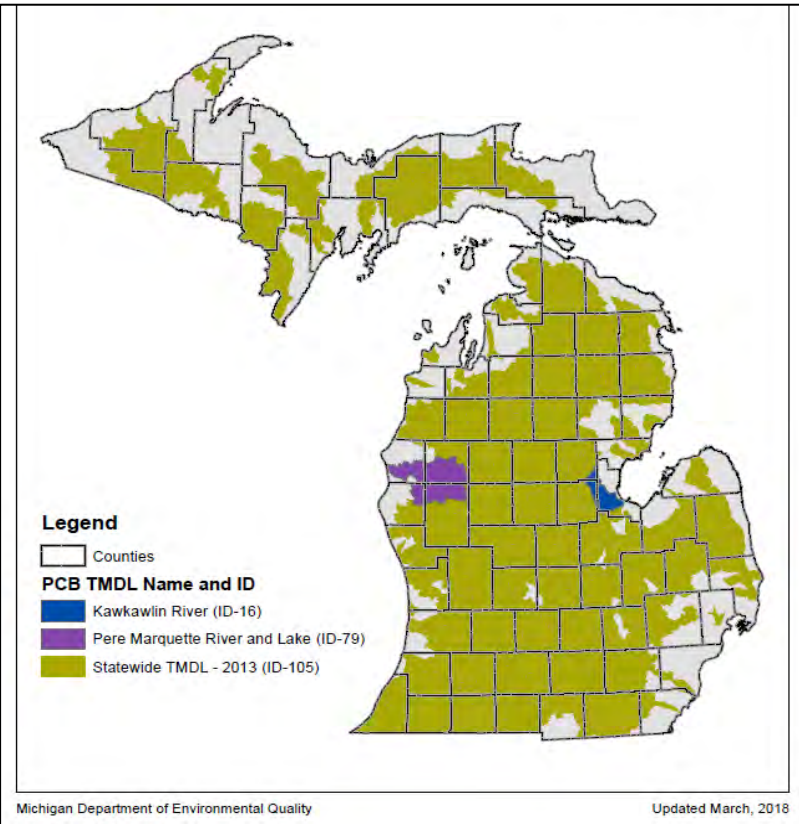 Legend
Counties
PCB TMDL Name and ID
Kawkawlin River (ID-16)
Pere Marquette River and Lake (ID-79)
Statewide TMDL - 2013 (ID-105)
Michigan Department of Environmental Quality
Updated March, 2018